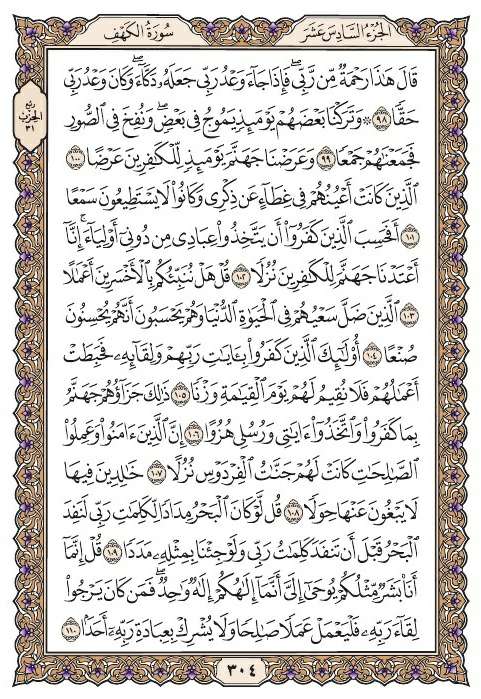 الجزء السادس عشر
سورة الكهف
ربع
الحزب
٣١
قَالَ هَٰذَا رَحْمَةٌ مِّن رَّبِّي فَإِذَا جَاءَ وَعْدُ رَبِّي جَعَلَهُ دَكَّاءَ وَكَانَ وَعْدُ رَبِّي
حَقًّا ٩٨ ۞ وَتَرَكْنَا بَعْضَهُمْ يَوْمَئِذٍ يَمُوجُ فِي بَعْضٍ وَنُفِخَ فِي الصُّورِ
فَجَمَعْنَاهُمْ جَمْعًا ٩٩ وَعَرَضْنَا جَهَنَّمَ يَوْمَئِذٍ لِّلْكَافِرِينَ عَرْضًا ١٠٠
الَّذِينَ كَانَتْ أَعْيُنُهُمْ فِي غِطَاءٍ عَن ذِكْرِي وَكَانُوا لَا يَسْتَطِيعُونَ سَمْعًا
١٠١ أَفَحَسِبَ الَّذِينَ كَفَرُوا أَن يَتَّخِذُوا عِبَادِي مِن دُونِي أَوْلِيَاءَ إِنَّا
أَعْتَدْنَا جَهَنَّمَ لِلْكَافِرِينَ نُزُلًا ١٠٢ قُلْ هَلْ نُنَبِّئُكُم بِالْأَخْسَرِينَ أَعْمَالًا
١٠٣ الَّذِينَ ضَلَّ سَعْيُهُمْ فِي الْحَيَاةِ الدُّنْيَا وَهُمْ يَحْسَبُونَ أَنَّهُمْ يُحْسِنُونَ
صُنْعًا ١٠٤ أُولَٰئِكَ الَّذِينَ كَفَرُوا بِآيَاتِ رَبِّهِمْ وَلِقَائِهِ فَحَبِطَتْ
أَعْمَالُهُمْ فَلَا نُقِيمُ لَهُمْ يَوْمَ الْقِيَامَةِ وَزْنًا ١٠٥ ذَٰلِكَ جَزَاؤُهُمْ جَهَنَّمُ
بِمَا كَفَرُوا وَاتَّخَذُوا آيَاتِي وَرُسُلِي هُزُوًا ١٠٦ إِنَّ الَّذِينَ آمَنُوا وَعَمِلُوا
الصَّالِحَاتِ كَانَتْ لَهُمْ جَنَّاتُ الْفِرْدَوْسِ نُزُلًا ١٠٧ خَالِدِينَ فِيهَا
لَا يَبْغُونَ عَنْهَا حِوَلًا ١٠٨ قُل لَّوْ كَانَ الْبَحْرُ مِدَادًا لِّكَلِمَاتِ رَبِّي لَنَفِدَ
الْبَحْرُ قَبْلَ أَن تَنفَدَ كَلِمَاتُ رَبِّي وَلَوْ جِئْنَا بِمِثْلِهِ مَدَدًا ١٠٩ قُلْ إِنَّمَا
أَنَا بَشَرٌ مِّثْلُكُمْ يُوحَىٰ إِلَيَّ أَنَّمَا إِلَٰهُكُمْ إِلَٰهٌ وَاحِدٌ فَمَن كَانَ يَرْجُوا
لِقَاءَ رَبِّهِ فَلْيَعْمَلْ عَمَلًا صَالِحًا وَلَا يُشْرِكْ بِعِبَادَةِ رَبِّهِ أَحَدًا ١١٠
٣٠٤